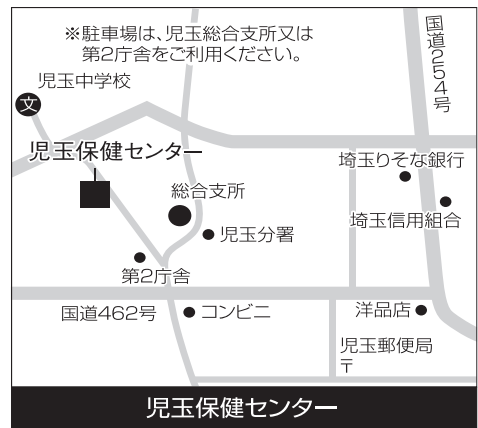 ※駐車場は、児玉総合支所又は
第2庁舎をご利用ください。
国道254号
児玉中学校
文
児玉保健センター
埼玉りそな銀行
総合支所
埼玉信用組合
児玉分署
第2庁舎
国道462号
コンビニ
洋品店
児玉郵便局
〒
児玉保健センター